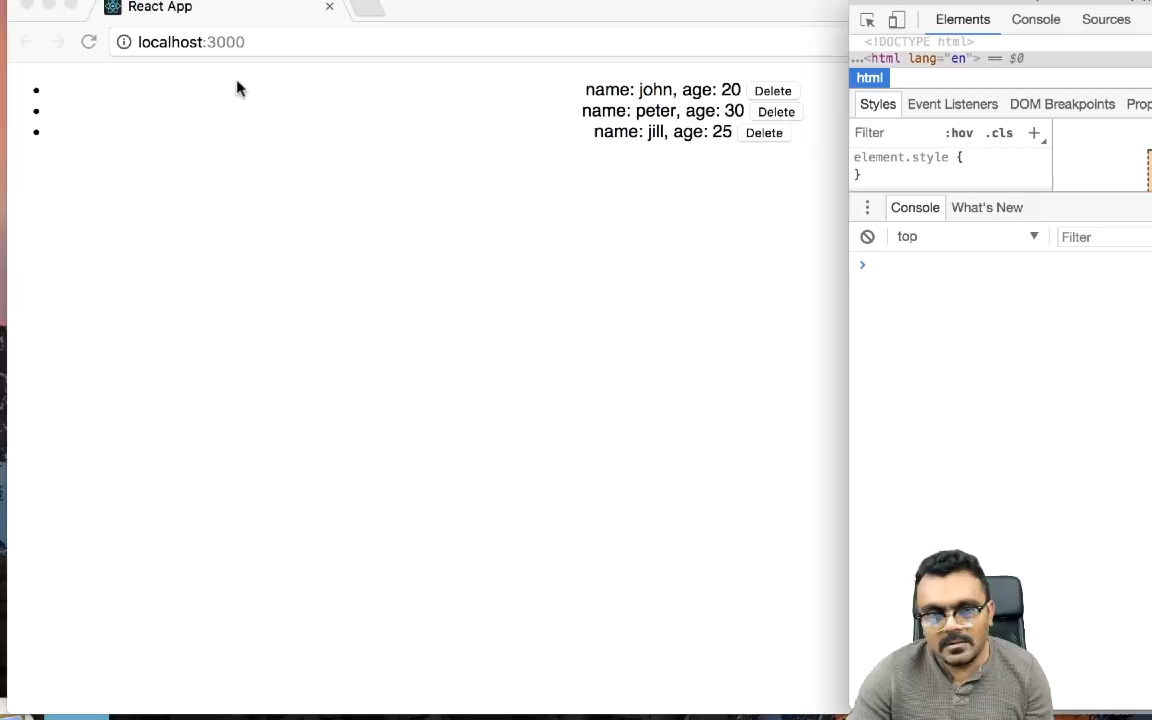 React App
localhost:3000
name: john, age: 20 Delete
name: peter, age: 30 Delete
name: jill, age: 25 Delete
Elements Console Sources
<!DOCTYPE html>
…<html lang="en"> == $0
html
Styles Event Listeners DOM Breakpoints Prop
Filter :hov .cls +
element.style {
}
Console What's New
top Filter